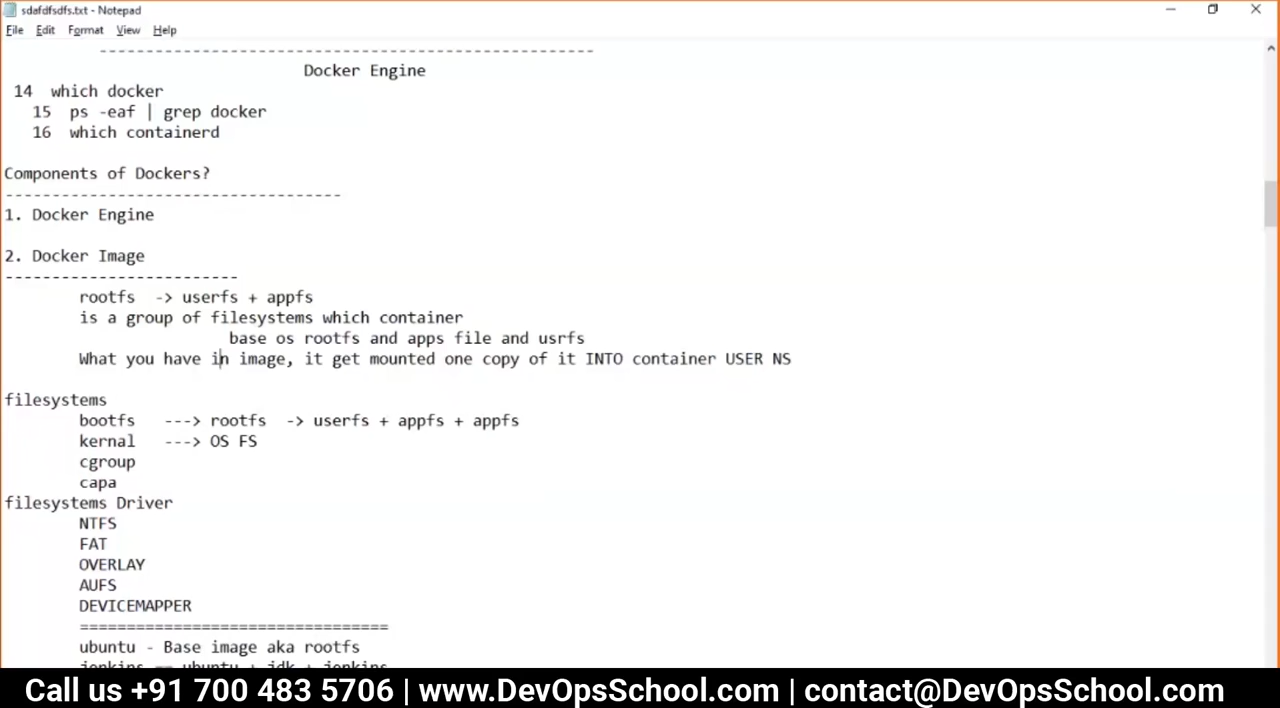 sdafdfsdfs.txt - Notepad
File Edit Format View Help
-----------------------------------------------------
Docker Engine
14 which docker
15 ps -eaf | grep docker
16 which containerd
Components of Dockers?
------------------------------------
1. Docker Engine
2. Docker Image
-------------------------
rootfs -> userfs + appfs
is a group of filesystems which container
base os rootfs and apps file and usrfs
What you have in image, it get mounted one copy of it INTO container USER NS
filesystems
bootfs ---> rootfs -> userfs + appfs + appfs
kernal ---> OS FS
cgroup
capa
filesystems Driver
NTFS
FAT
OVERLAY
AUFS
DEVICEMAPPER
=================================
ubuntu - Base image aka rootfs
jenkins == ubuntu + jdk + jenkins
Call us +91 700 483 5706 | www.DevOpsSchool.com | contact@DevOpsSchool.com